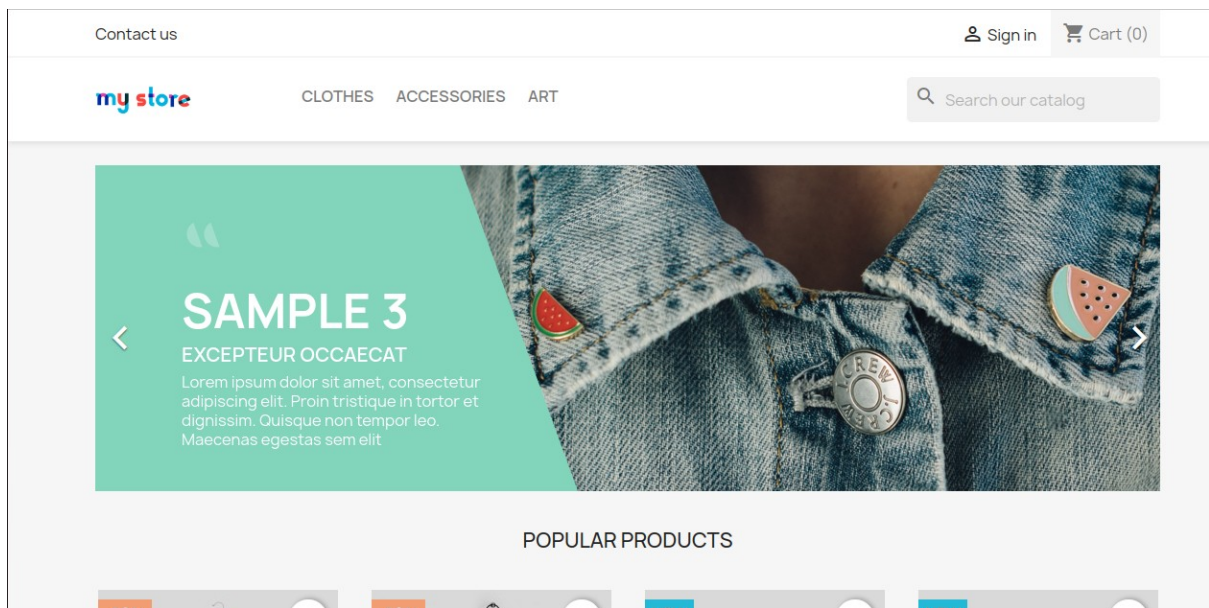 Contact us
Sign in
Cart (0)
my store
CLOTHES
ACCESSORIES
ART
Search our catalog
SAMPLE 3
EXCEPTEUR OCCAECAT
Lorem ipsum dolor sit amet, consectetur
adipiscing elit. Proin tristique in tortor et
dignissim. Quisque non tempor leo.
Maecenas egestas sem elit
J.CREW J.CREW
POPULAR PRODUCTS